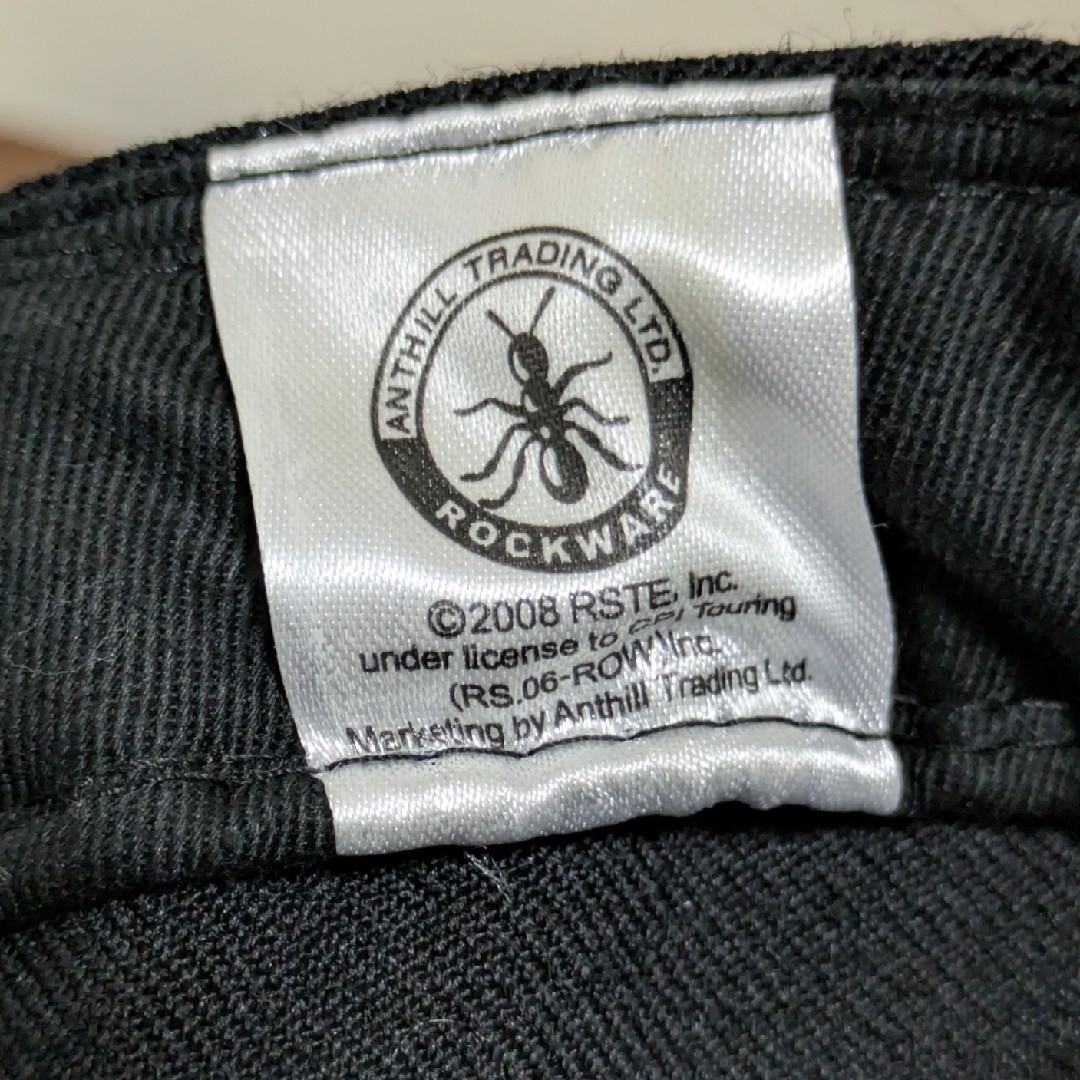 ANTHILL TRADING LTD.
ROCKWARE
©2008 RSTE, Inc.
under license to CPI Touring
(RS.06-ROW) Inc.
Marketing by Anthill Trading Ltd.